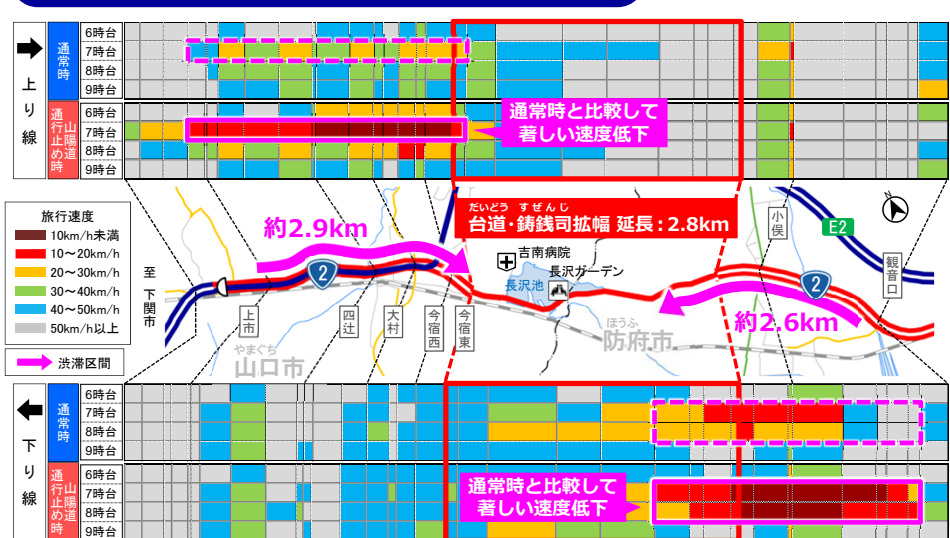 上り線
通常時
6時台
7時台
8時台
9時台
山陽道
通行止め時
6時台
7時台
8時台
9時台
通常時と比較して
著しい速度低下
旅行速度
10km/h未満
10～20km/h
20～30km/h
30～40km/h
40～50km/h
50km/h以上
渋滞区間
至下関市
約2.9km
だいどう すぜんじ
台道・鋳銭司拡幅 延長：2.8km
吉南病院
長沢ガーデン
長沢池
2
上市
四辻
大村
今宿西
今宿東
小俣
E2
観音口
2
約2.6km
やまぐち
山口市
ほうふ
防府市
下り線
通常時
6時台
7時台
8時台
9時台
山陽道
通行止め時
6時台
7時台
8時台
9時台
通常時と比較して
著しい速度低下